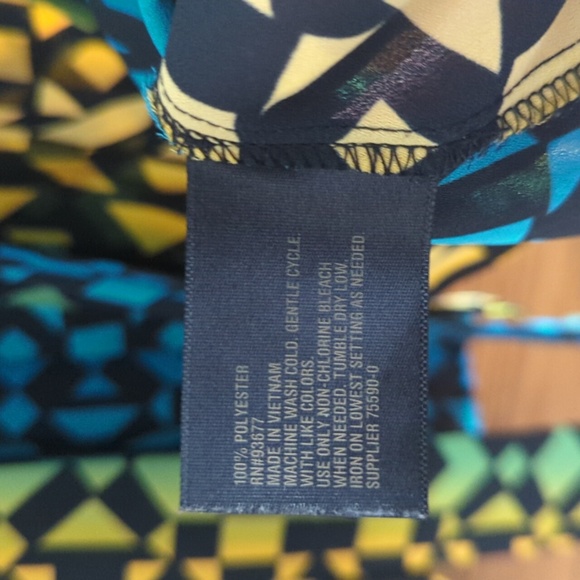 100% POLYESTER
RN#93677
MADE IN VIETNAM
MACHINE WASH COLD. GENTLE CYCLE.
WITH LIKE COLORS.
USE ONLY NON-CHLORINE BLEACH
WHEN NEEDED. TUMBLE DRY LOW.
IRON ON LOWEST SETTING AS NEEDED.
SUPPLIER 75590-0